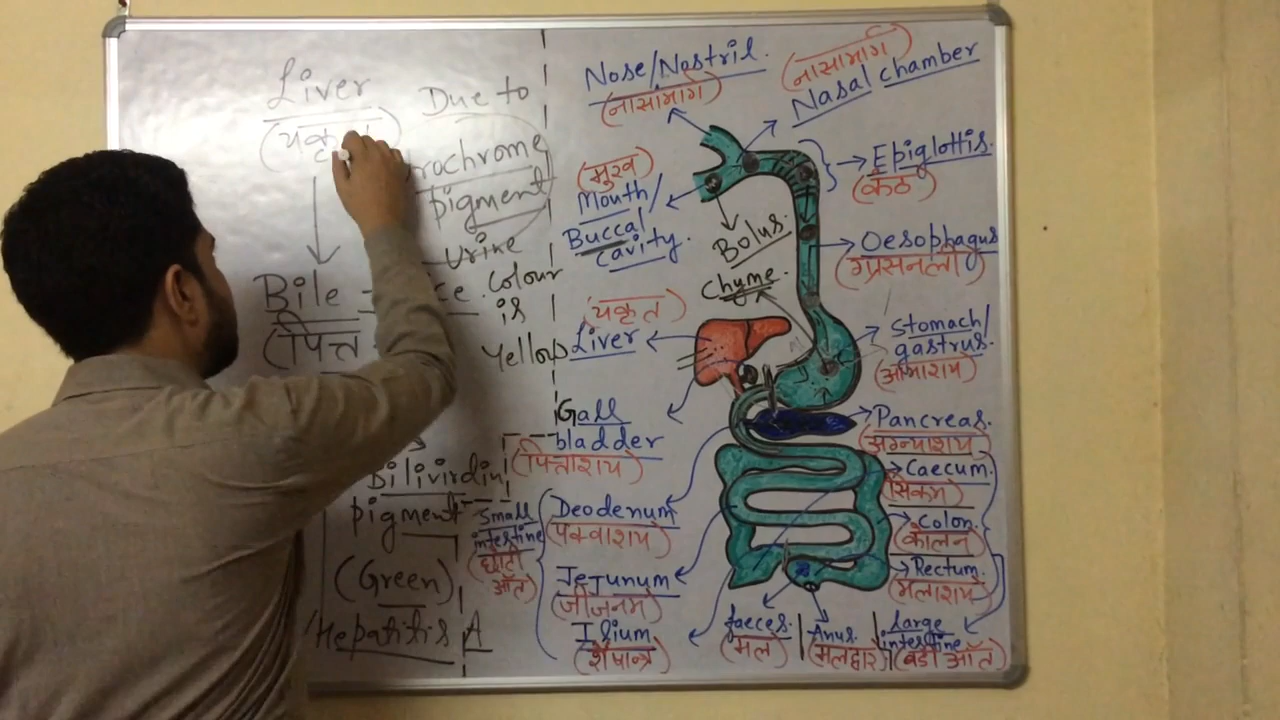 Liver
(यकृत)
Bile
(पित्त
Due to
rochrome
pigment
Urine
colour
is
Yellow
Bilivirdin
pigment
(Green)
Hepatitis A
Nose/Nostril.
(नासामार्ग)
(नासामार्ग)
Nasal chamber
(मुख)
Mouth/
Buccal
cavity.
Epiglottis.
(कंठ)
Bolus.
Chyme.
Oesophagus
(ग्रसनली)
(यकृत)
Liver
Stomach/
gastrus.
(आमाशय)
Gall
bladder
(पित्ताशय)
Pancreas.
(अग्न्याशय)
Caecum.
(सिकम)
Colon.
(कोलन)
Rectum.
(मलाशय)
Small
intestine
(छोटी
आँत)
Deodenum
(पक्वाशय)
Jejunum
(जीजनम)
Ilium
(शेषान्त्र)
faeces.
(मल)
Anus.
(मलद्वार)
large
intestine
(बडी आँत)